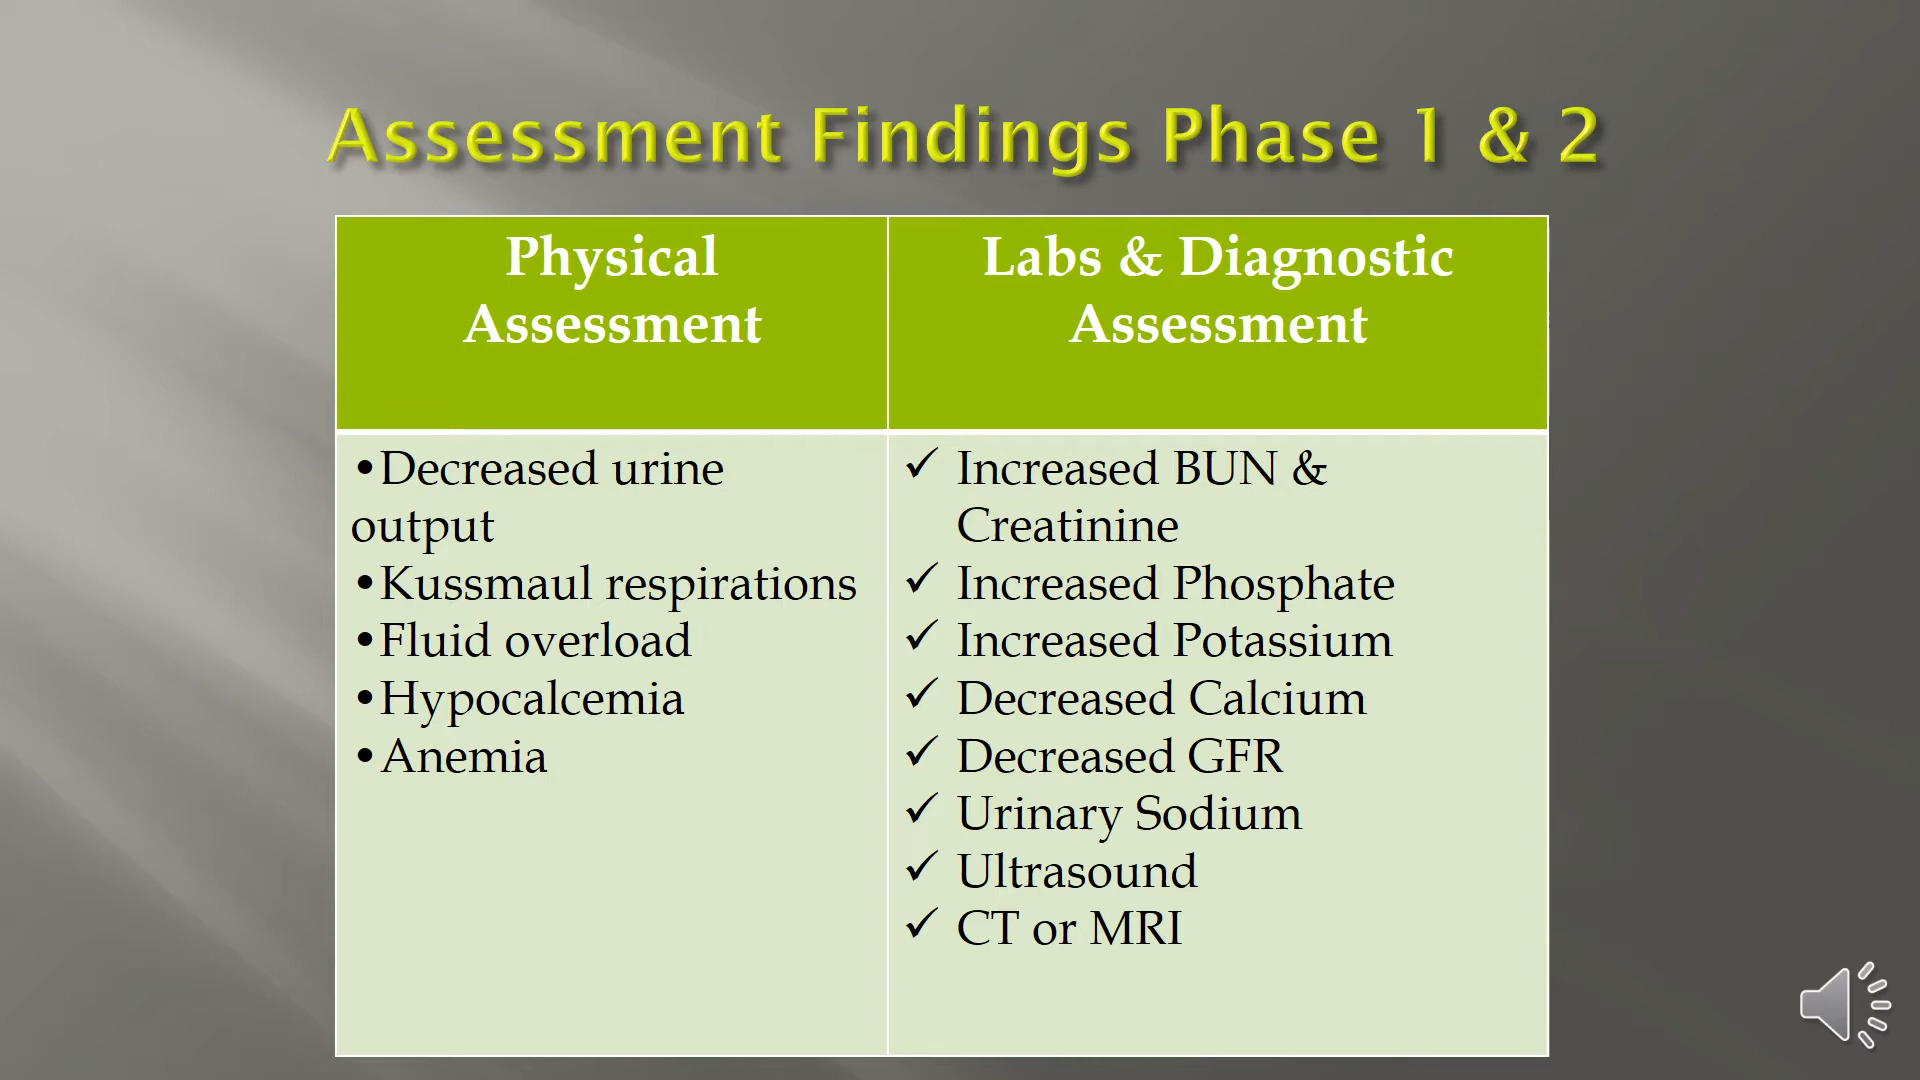 Assessment Findings Phase 1 & 2
Physical
Assessment
Labs & Diagnostic
Assessment
•Decreased urine
output
•Kussmaul respirations
•Fluid overload
•Hypocalcemia
•Anemia
✓ Increased BUN &
Creatinine
✓ Increased Phosphate
✓ Increased Potassium
✓ Decreased Calcium
✓ Decreased GFR
✓ Urinary Sodium
✓ Ultrasound
✓ CT or MRI